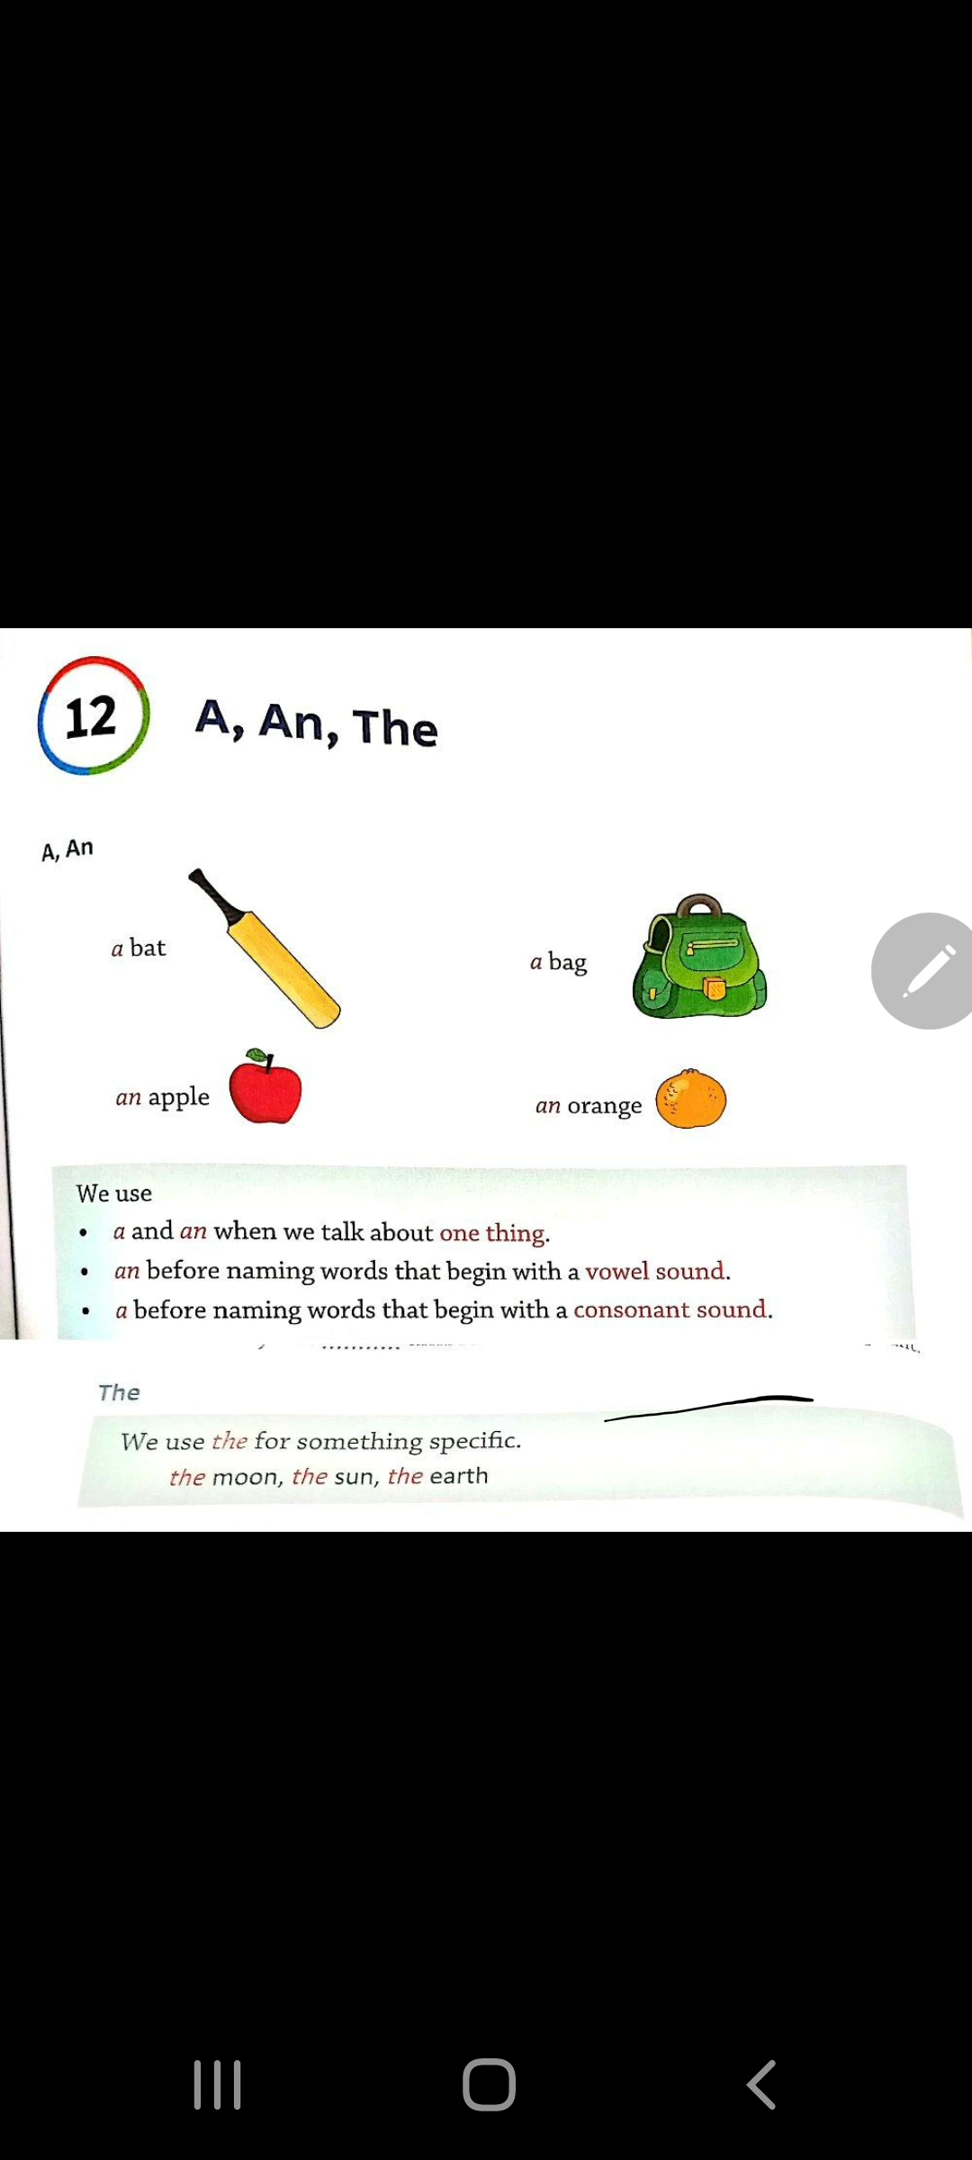 12
A, An, The
A, An
a bat
a bag
an apple
an orange
We use
• a and an when we talk about one thing.
• an before naming words that begin with a vowel sound.
• a before naming words that begin with a consonant sound.
The
We use the for something specific.
the moon, the sun, the earth